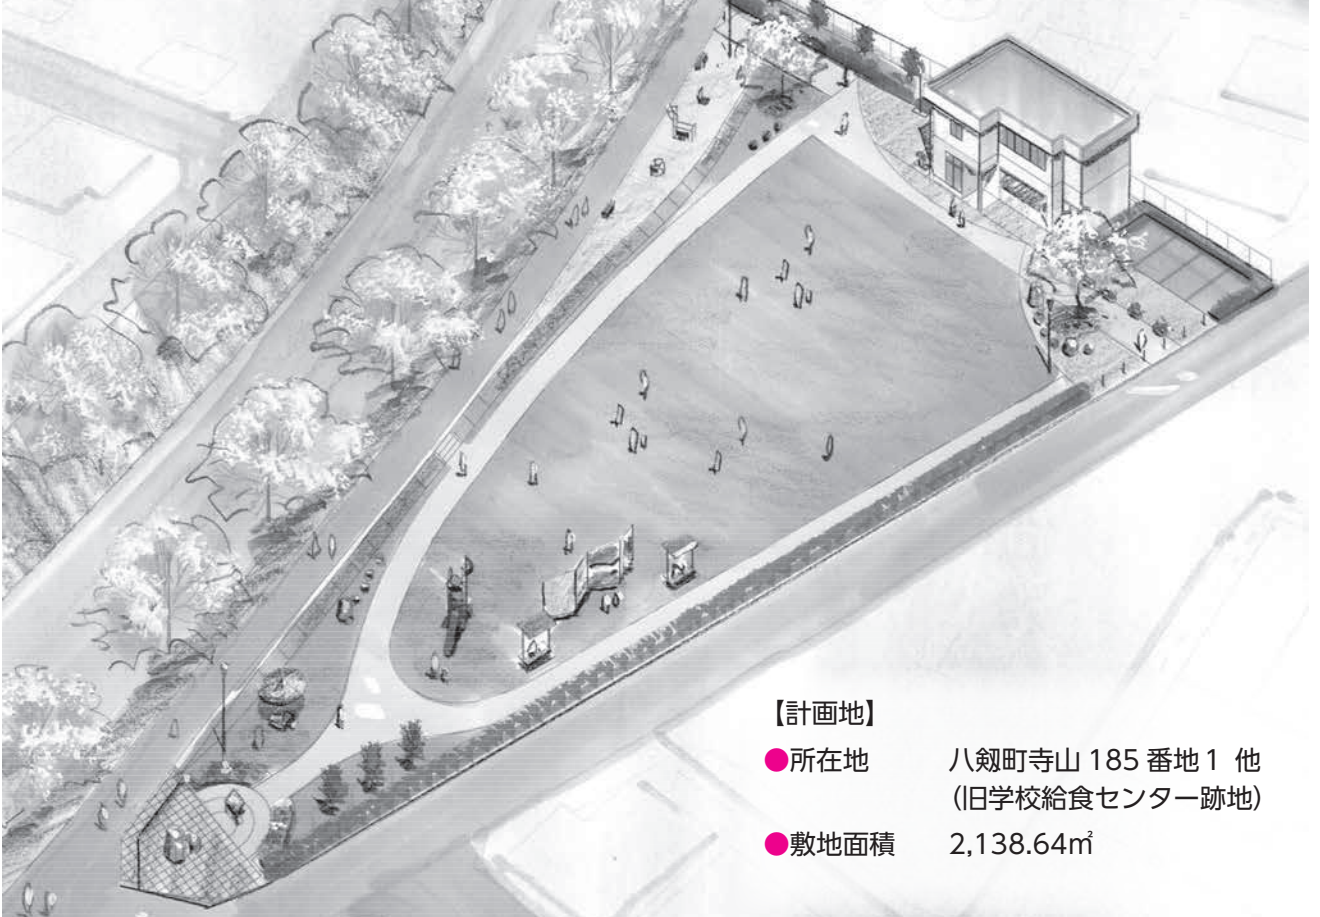 【計画地】
●所在地 八剱町寺山 185 番地 1 他
(旧学校給食センター跡地)
●敷地面積 2,138.64㎡